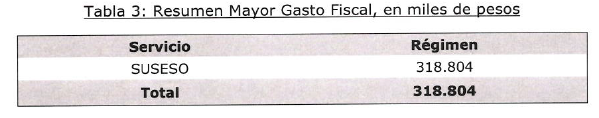 Tabla 3: Resumen Mayor Gasto Fiscal, en miles de pesos
Servicio Régimen
SUSESO 318.804
Total 318.804